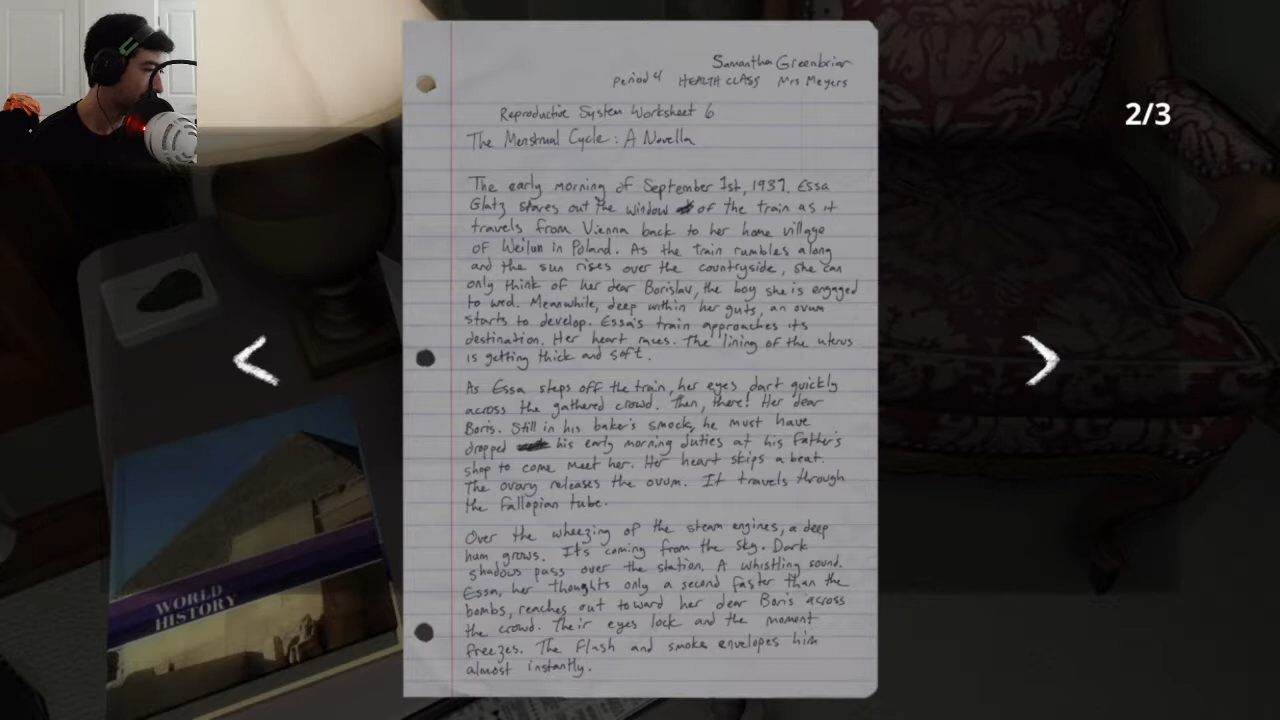 Samantha Greenbriar
period 4 HEALTH CLASS Mrs Meyers
2/3
Reproductive System Worksheet 6
The Menstrual Cycle: A Novella
The early morning of September 1st, 1939. Essa
Glatz stares out the window of the train as it
travels from Vienna back to her home village
of Weilun in Poland. As the train rumbles along
and the sun rises over the countryside, she can
only think of her dear Borislav, the boy she is engaged
to wed. Meanwhile, deep within her guts, an ovum
starts to develop. Essa's train approaches its
destination. Her heart races. The lining of the uterus
is getting thick and soft.
As Essa steps off the train, her eyes dart quickly
across the gathered crowd. Then, there! Her dear
Boris. Still in his baker's smock, he must have
dropped his early morning duties at his father's
shop to come meet her. Her heart skips a beat.
The ovary releases the ovum. It travels through
the fallopian tube.
Over the wheezing of the steam engines, a deep
hum grows. It's coming from the sky. Dark
shadows pass over the station. A whistling sound.
Essa, her thoughts only a second faster than the
bombs, reaches out toward her dear Boris across
the crowd. Their eyes lock and the moment
freezes. The flash and smoke envelopes him
almost instantly.
WORLD
HISTORY